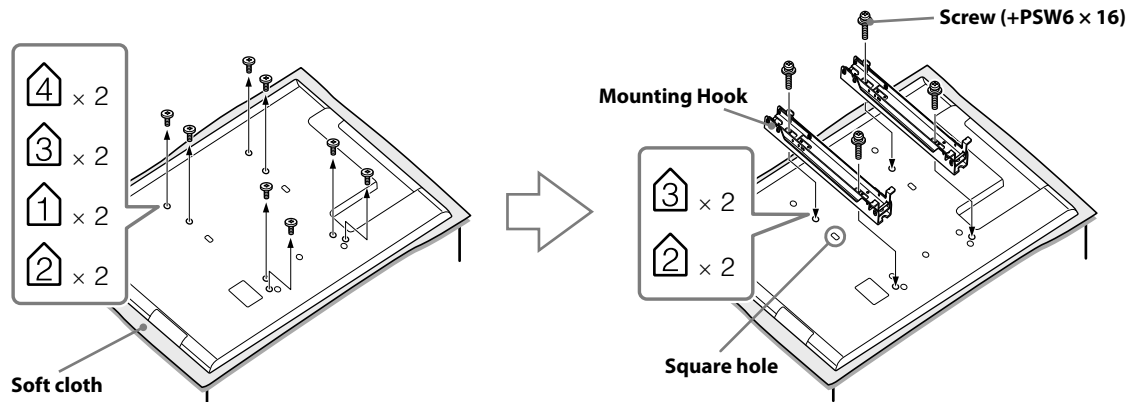 4 × 2
3 × 2
1 × 2
2 × 2
Soft cloth
Screw (+PSW6 × 16)
Mounting Hook
3 × 2
2 × 2
Square hole